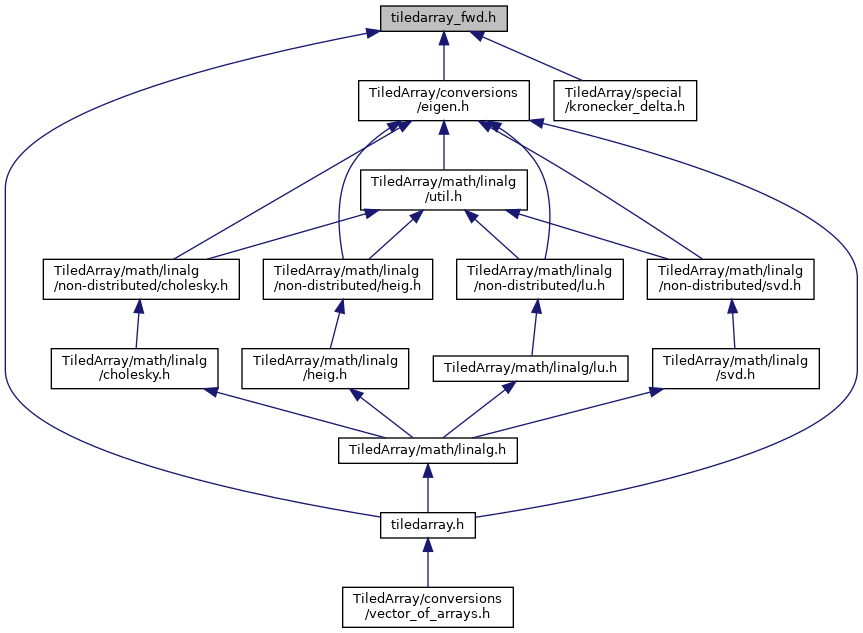 tiledarray_fwd.h
TiledArray/conversions
/eigen.h
TiledArray/special
/kronecker_delta.h
TiledArray/math/linalg
/util.h
TiledArray/math/linalg
/non-distributed/cholesky.h
TiledArray/math/linalg
/non-distributed/heig.h
TiledArray/math/linalg
/non-distributed/lu.h
TiledArray/math/linalg
/non-distributed/svd.h
TiledArray/math/linalg
/cholesky.h
TiledArray/math/linalg
/heig.h
TiledArray/math/linalg/lu.h
TiledArray/math/linalg
/svd.h
TiledArray/math/linalg.h
tiledarray.h
TiledArray/conversions
/vector_of_arrays.h